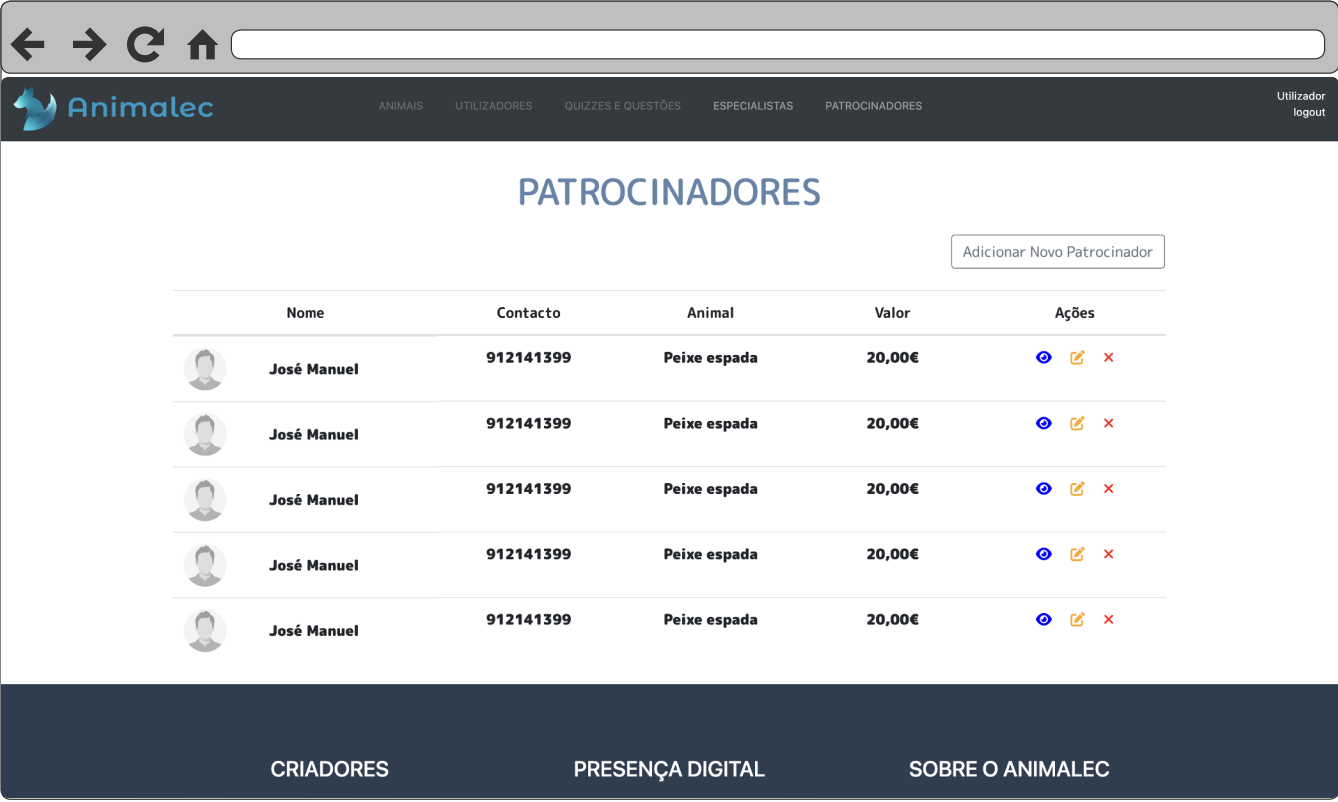 Animalec
ANIMAIS UTILIZADORES QUIZZES E QUESTÕES ESPECIALISTAS PATROCINADORES
Utilizador
logout
PATROCINADORES
Adicionar Novo Patrocinador
Nome Contacto Animal Valor Ações
José Manuel 912141399 Peixe espada 20,00€
José Manuel 912141399 Peixe espada 20,00€
José Manuel 912141399 Peixe espada 20,00€
José Manuel 912141399 Peixe espada 20,00€
José Manuel 912141399 Peixe espada 20,00€
CRIADORES PRESENÇA DIGITAL SOBRE O ANIMALEC